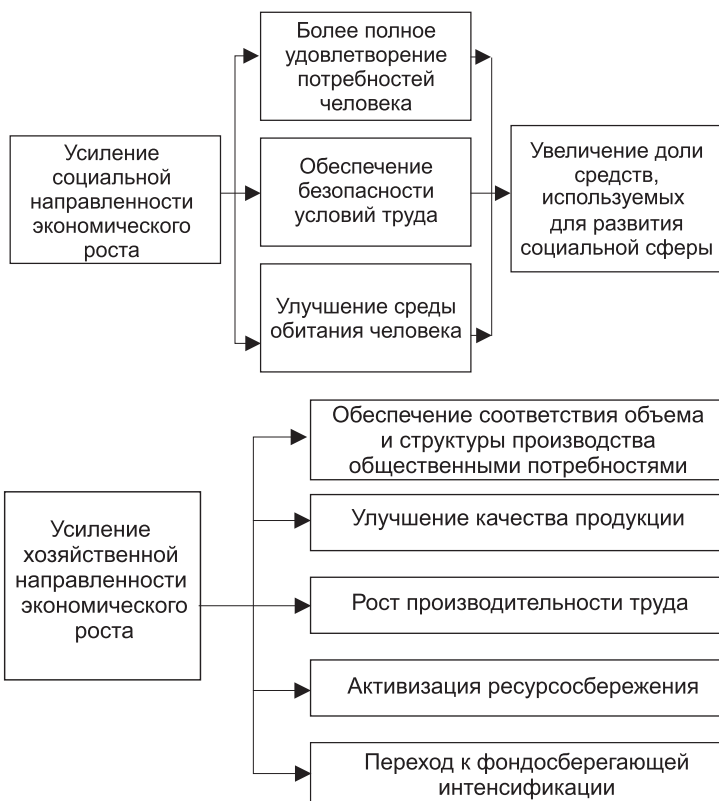 Усиление
социальной
направленности
экономического
роста
Более полное
удовлетворение
потребностей
человека
Обеспечение
безопасности
условий труда
Улучшение среды
обитания человека
Увеличение доли
средств,
используемых
для развития
социальной сферы
Усиление
хозяйственной
направленности
экономического
роста
Обеспечение соответствия объема
и структуры производства
общественными потребностями
Улучшение качества продукции
Рост производительности труда
Активизация ресурсосбережения
Переход к фондосберегающей
интенсификации